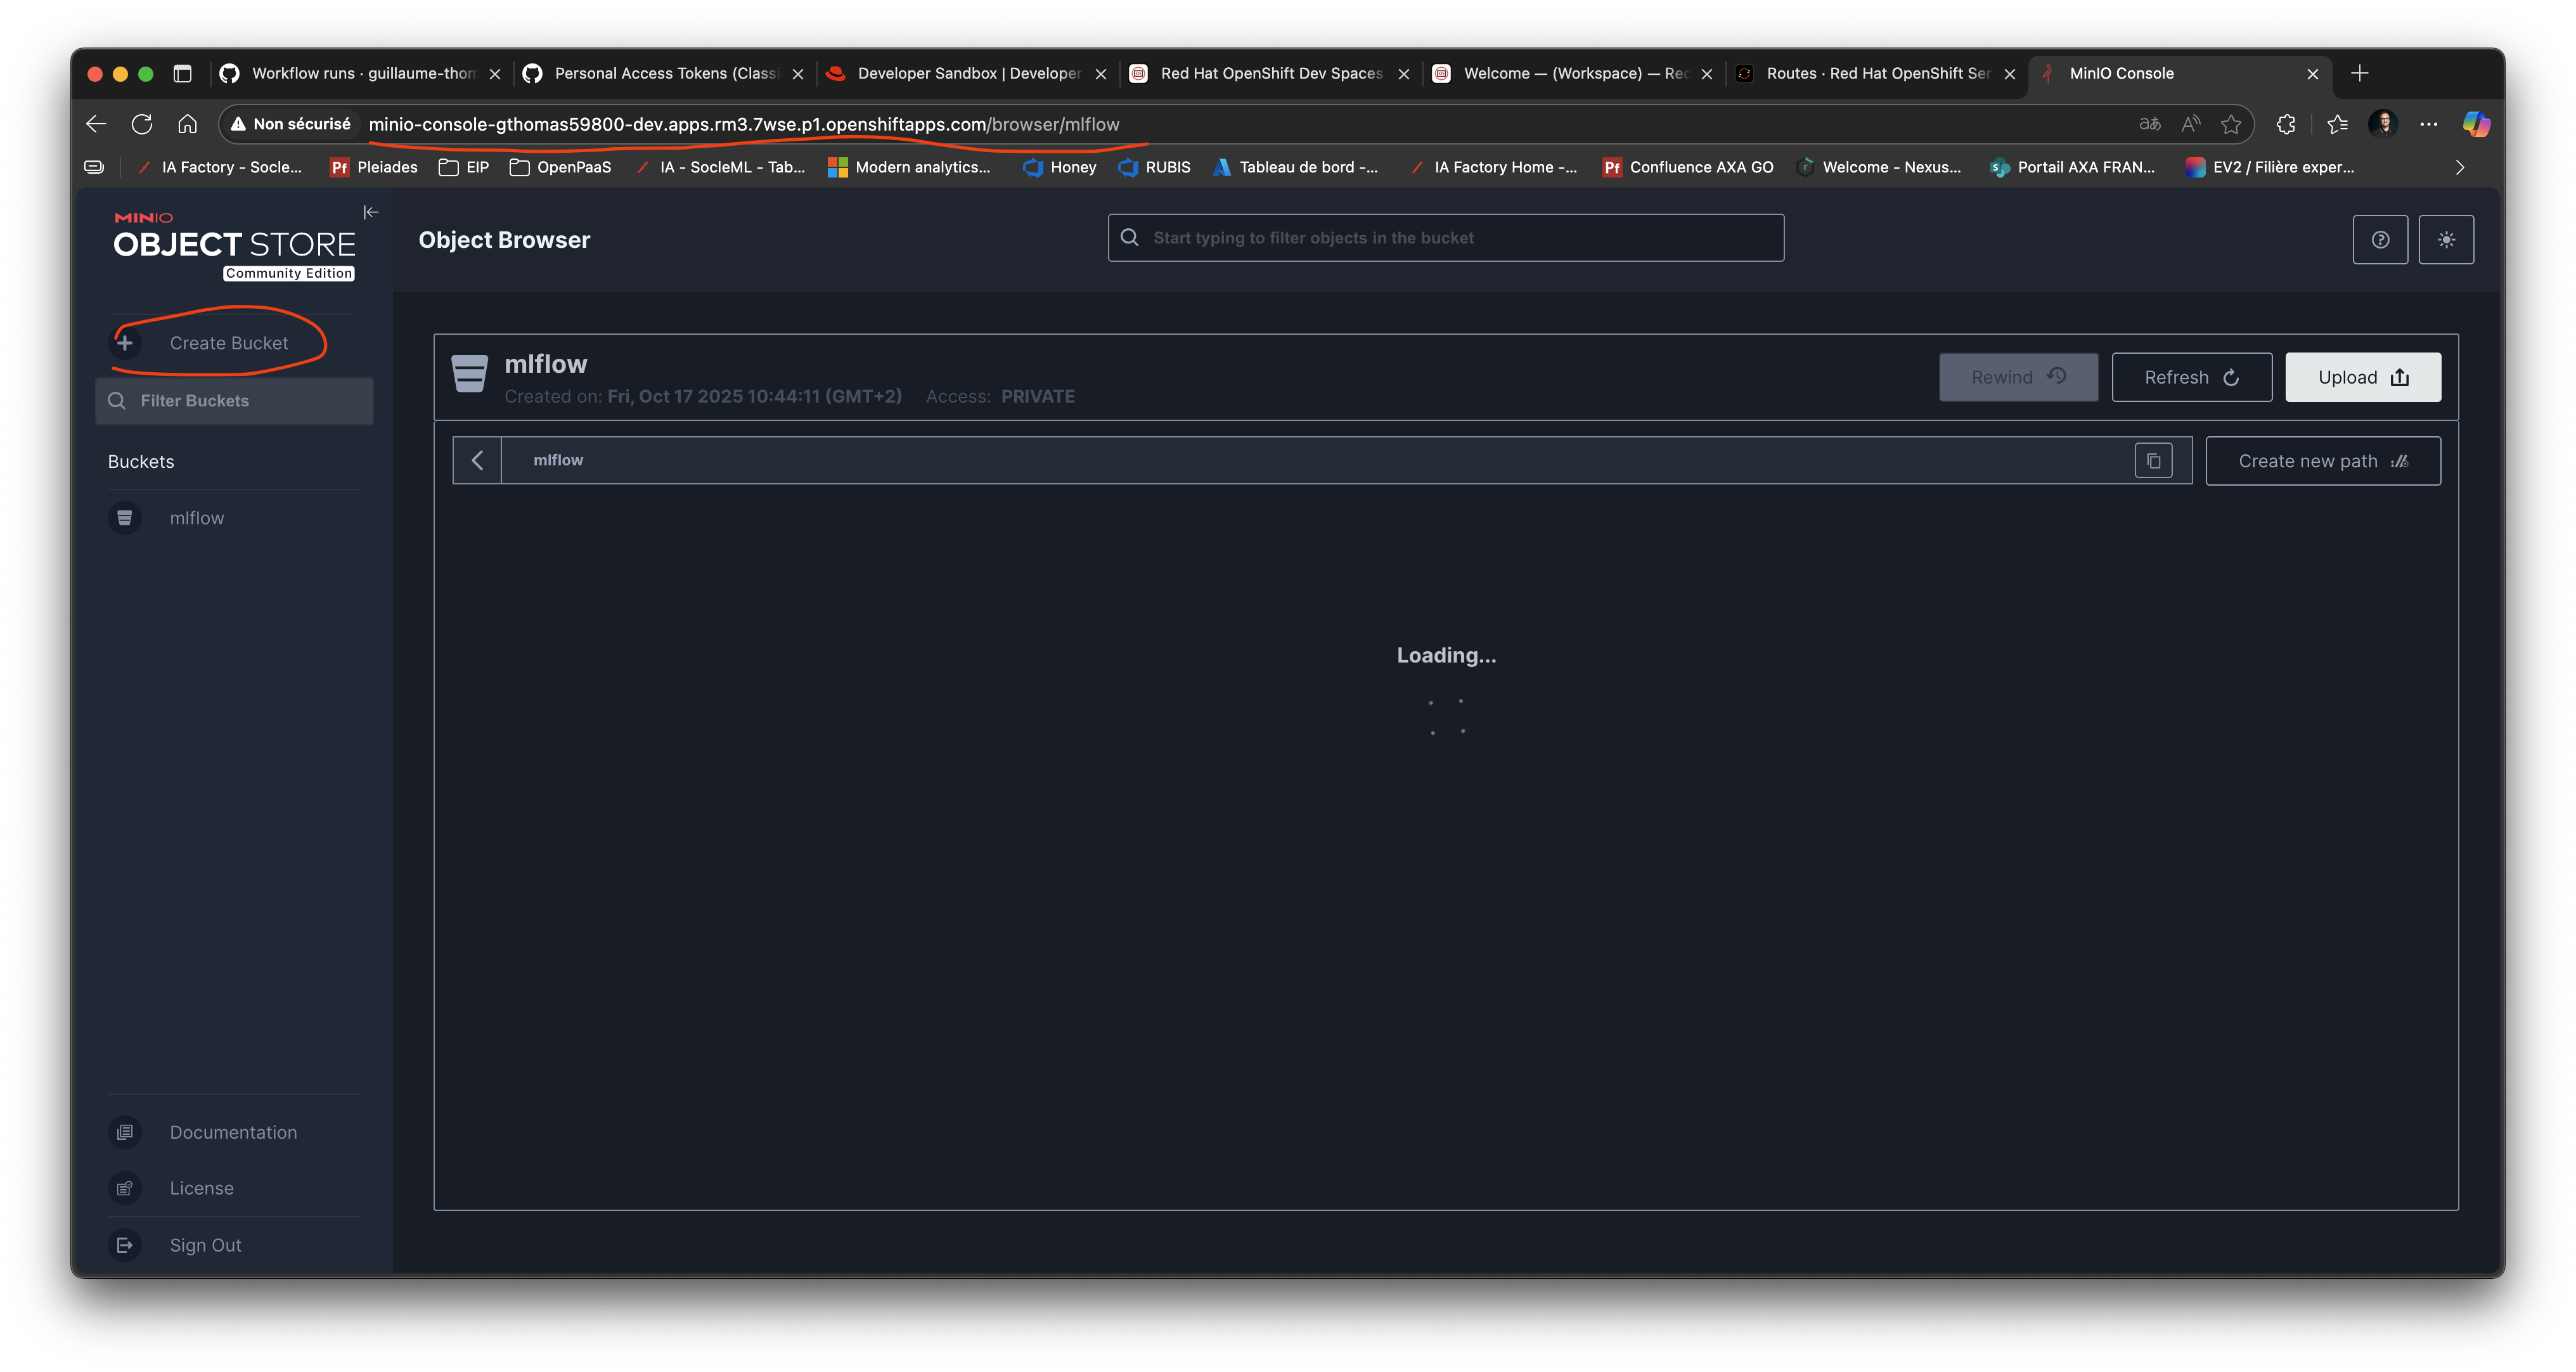 Workflow runs · guillaume-thom
Personal Access Tokens (Classi
Developer Sandbox | Developer
Red Hat OpenShift Dev Spaces
Welcome — (Workspace) — Rec
Routes · Red Hat OpenShift Ser
MinIO Console
Non sécurisé
minio-console-gthomas59800-dev.apps.rm3.7wse.p1.openshiftapps.com/browser/mlflow
IA Factory - Socle...
Pf Pleiades
EIP
OpenPaaS
IA - SocleML - Tab...
Modern analytics...
Honey
RUBIS
Tableau de bord -...
IA Factory Home -...
Pf Confluence AXA GO
Welcome - Nexus...
Portail AXA FRAN...
EV2 / Filière exper...
MINIO
OBJECT STORE
Community Edition
Object Browser
Start typing to filter objects in the bucket
Create Bucket
Filter Buckets
Buckets
mlflow
mlflow
Created on: Fri, Oct 17 2025 10:44:11 (GMT+2) Access: PRIVATE
Rewind
Refresh
Upload
mlflow
Create new path
Loading...
Documentation
License
Sign Out